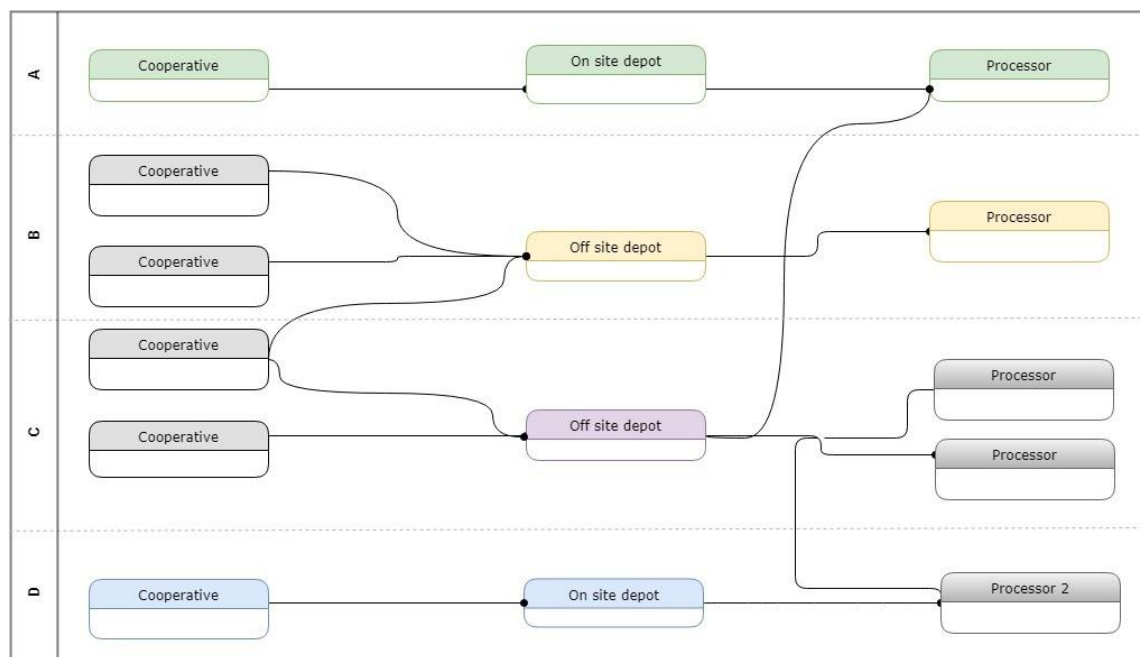 A
Cooperative
On site depot
Processor
B
Cooperative
Cooperative
Off site depot
Processor
C
Cooperative
Cooperative
Off site depot
Processor
Processor
D
Cooperative
On site depot
Processor 2